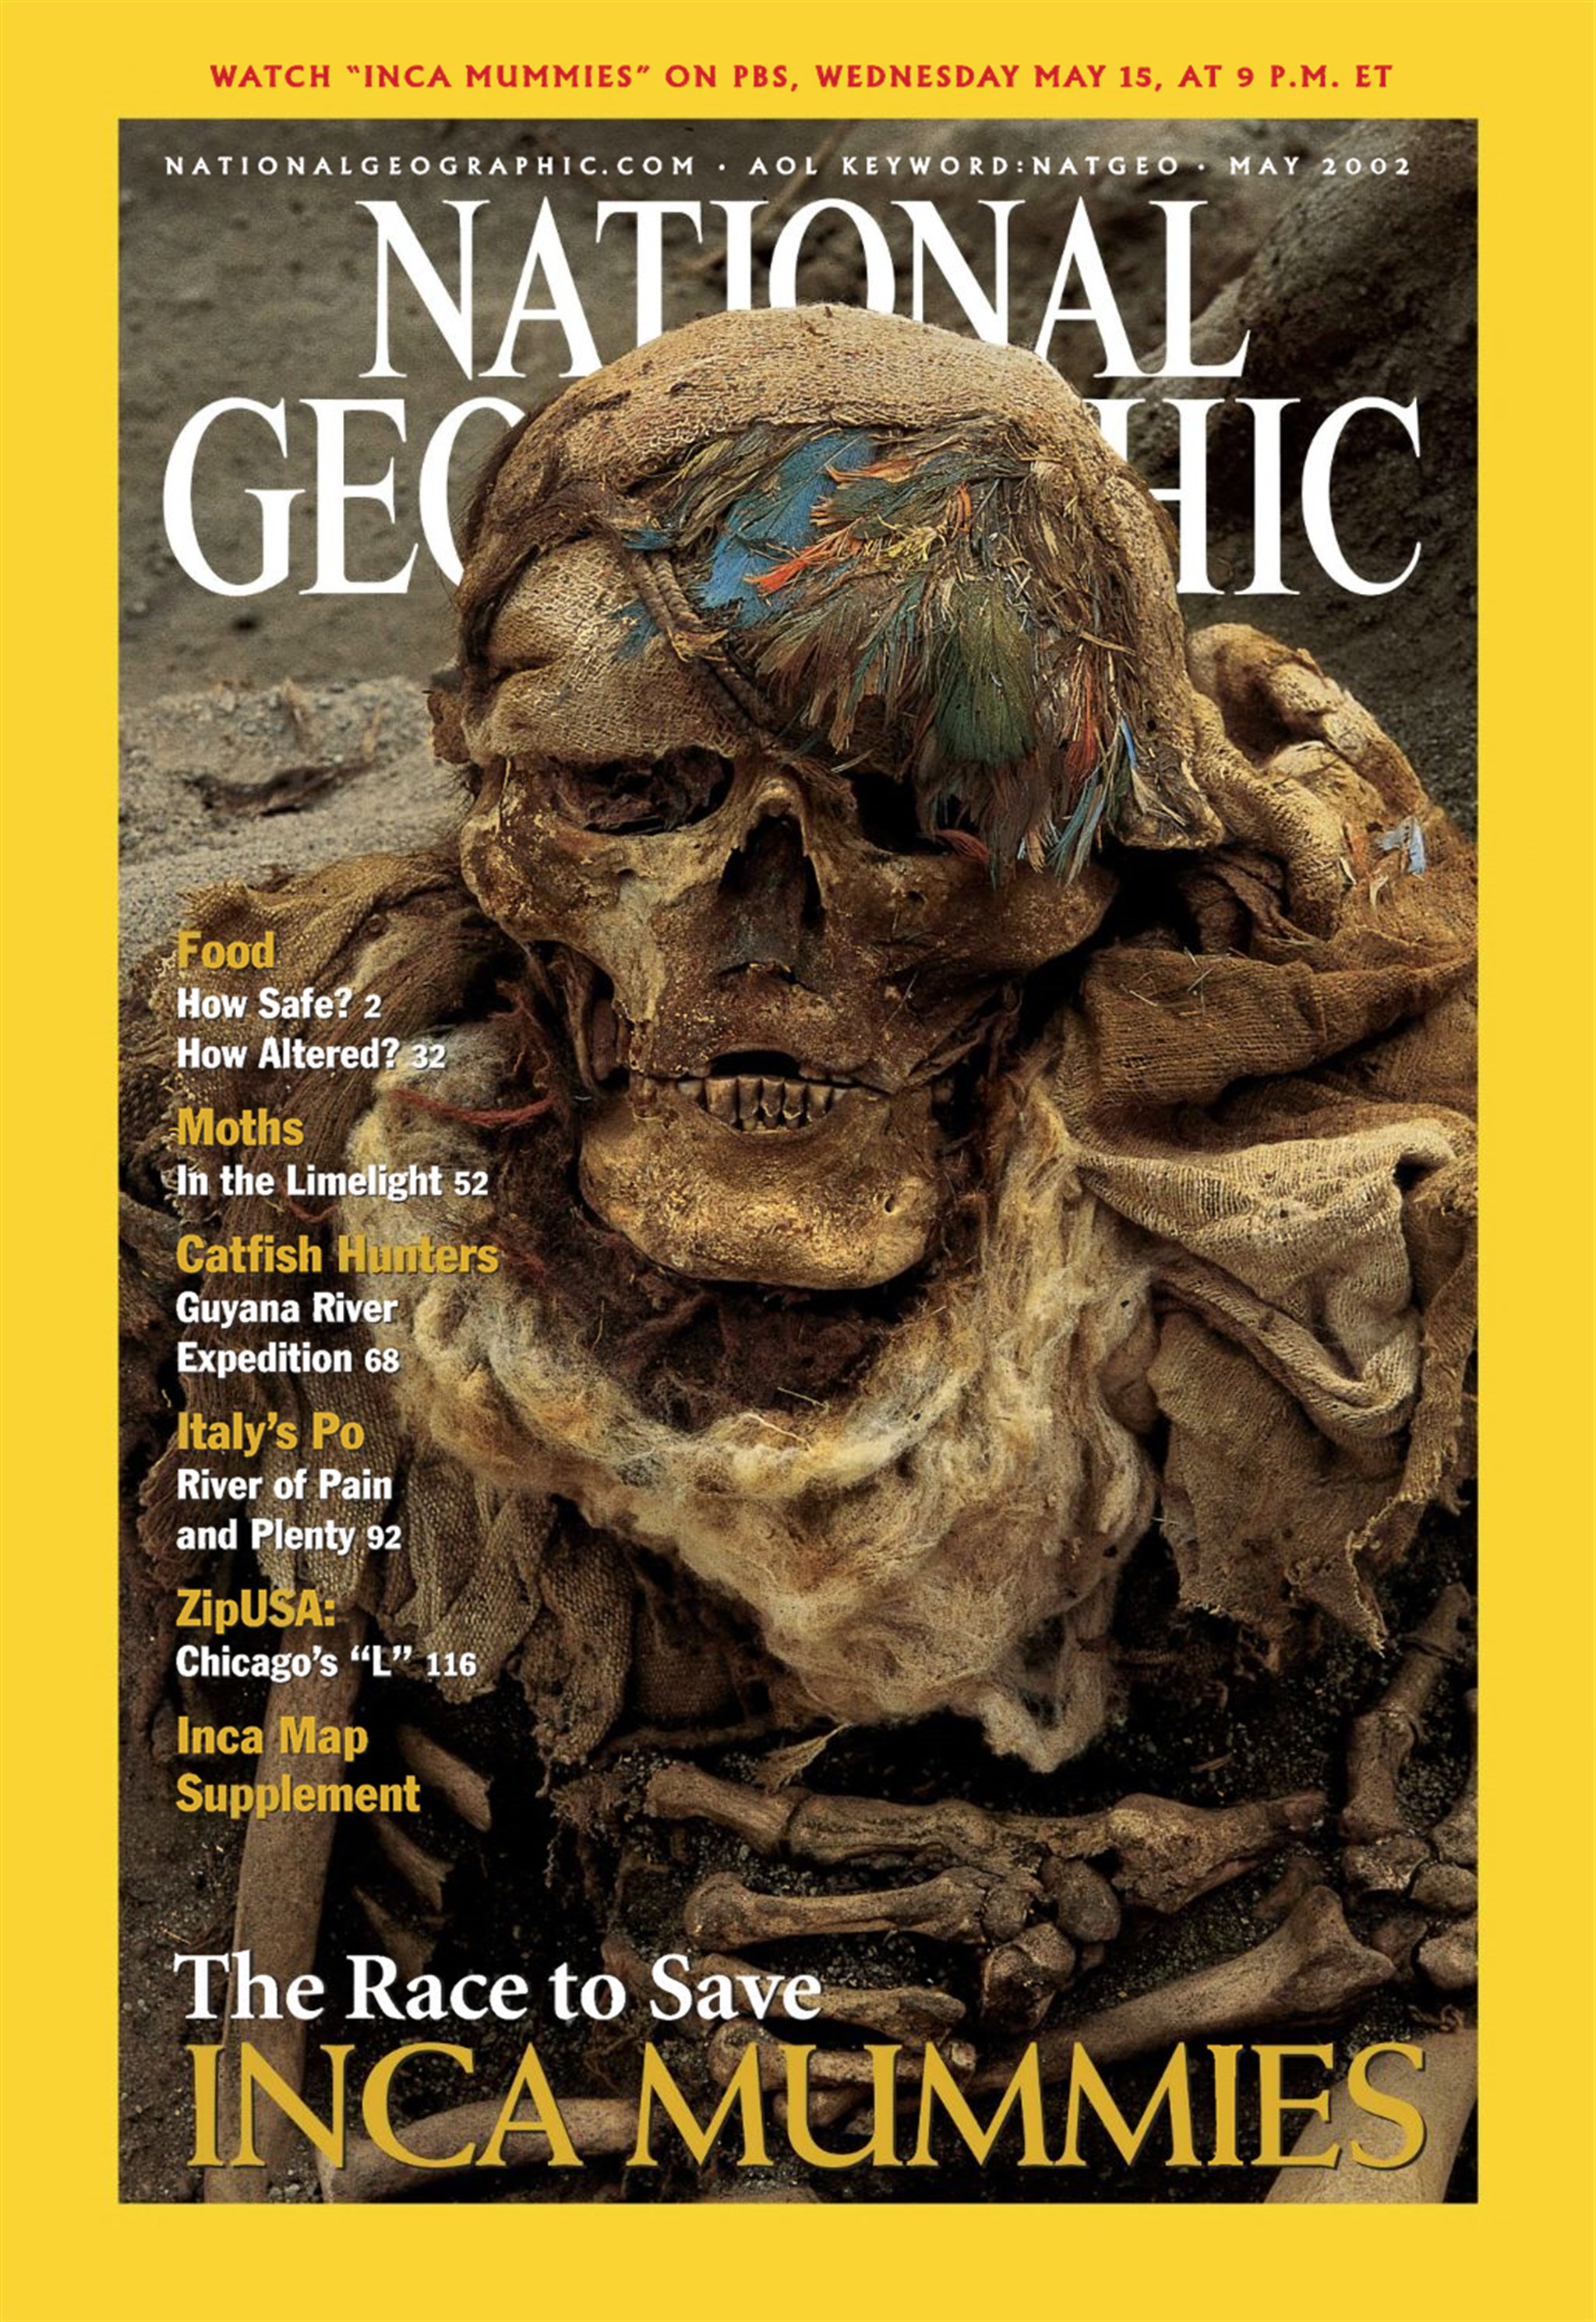 WATCH "INCA MUMMIES" ON PBS, WEDNESDAY MAY 15, AT 9 P.M. ET
NATIONALGEOGRAPHIC.COM · AOL KEYWORD:NATGEO · MAY 2002
NATIONAL
GEOGRAPHIC
Food
How Safe? 2
How Altered? 32
Moths
In the Limelight 52
Catfish Hunters
Guyana River
Expedition 68
Italy's Po
River of Pain
and Plenty 92
ZipUSA:
Chicago's “L” 116
Inca Map
Supplement
The Race to Save
INCA MUMMIES